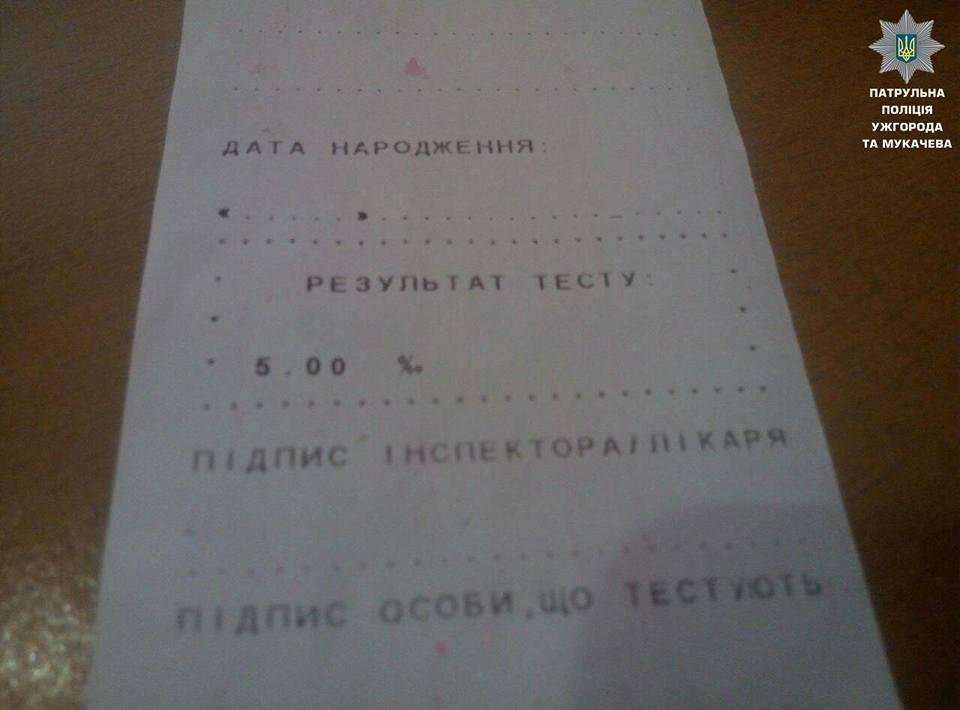 ПАТРУЛЬНА
ПОЛІЦІЯ
УЖГОРОДА
ТА МУКАЧЕВА
ДАТА НАРОДЖЕННЯ:
«......»....................
РЕЗУЛЬТАТ ТЕСТУ:
5.00 ‰
ПІДПИС ІНСПЕКТОРА/ЛІКАРЯ
ПІДПИС ОСОБИ,ЩО ТЕСТУЮТЬ